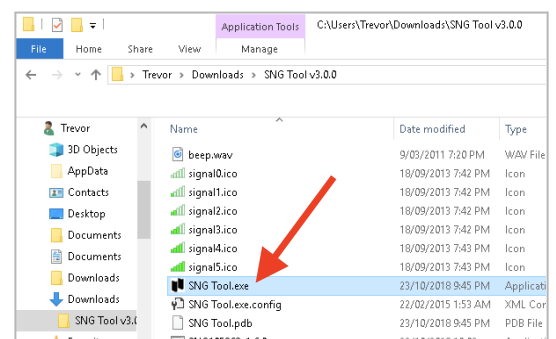 Application Tools C:\Users\Trevor\Downloads\SNG Tool v3.0.0
File Home Share View Manage
Trevor > Downloads > SNG Tool v3.0.0
Trevor
3D Objects
AppData
Contacts
Desktop
Documents
Documents
Downloads
Downloads
SNG Tool v3.
Name Date modified Type
beep.wav 9/03/2011 7:20 PM WAV File
signal0.ico 18/09/2013 7:42 PM Icon
signal1.ico 18/09/2013 7:42 PM Icon
signal2.ico 18/09/2013 7:42 PM Icon
signal3.ico 18/09/2013 7:42 PM Icon
signal4.ico 18/09/2013 7:43 PM Icon
signal5.ico 18/09/2013 7:43 PM Icon
SNG Tool.exe 23/10/2018 9:45 PM Applicati
SNG Tool.exe.config 22/02/2015 1:53 AM XML Con
SNG Tool.pdb 23/10/2018 9:45 PM PDB File